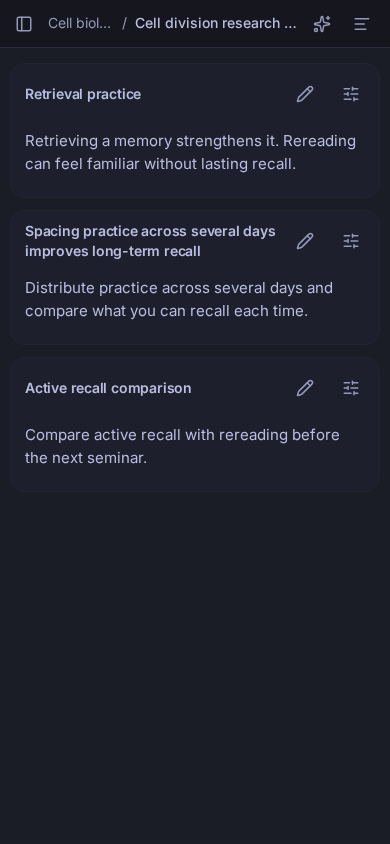 Cell biol... / Cell division research ...
Retrieval practice
Retrieving a memory strengthens it. Rereading
can feel familiar without lasting recall.
Spacing practice across several days
improves long-term recall
Distribute practice across several days and
compare what you can recall each time.
Active recall comparison
Compare active recall with rereading before
the next seminar.